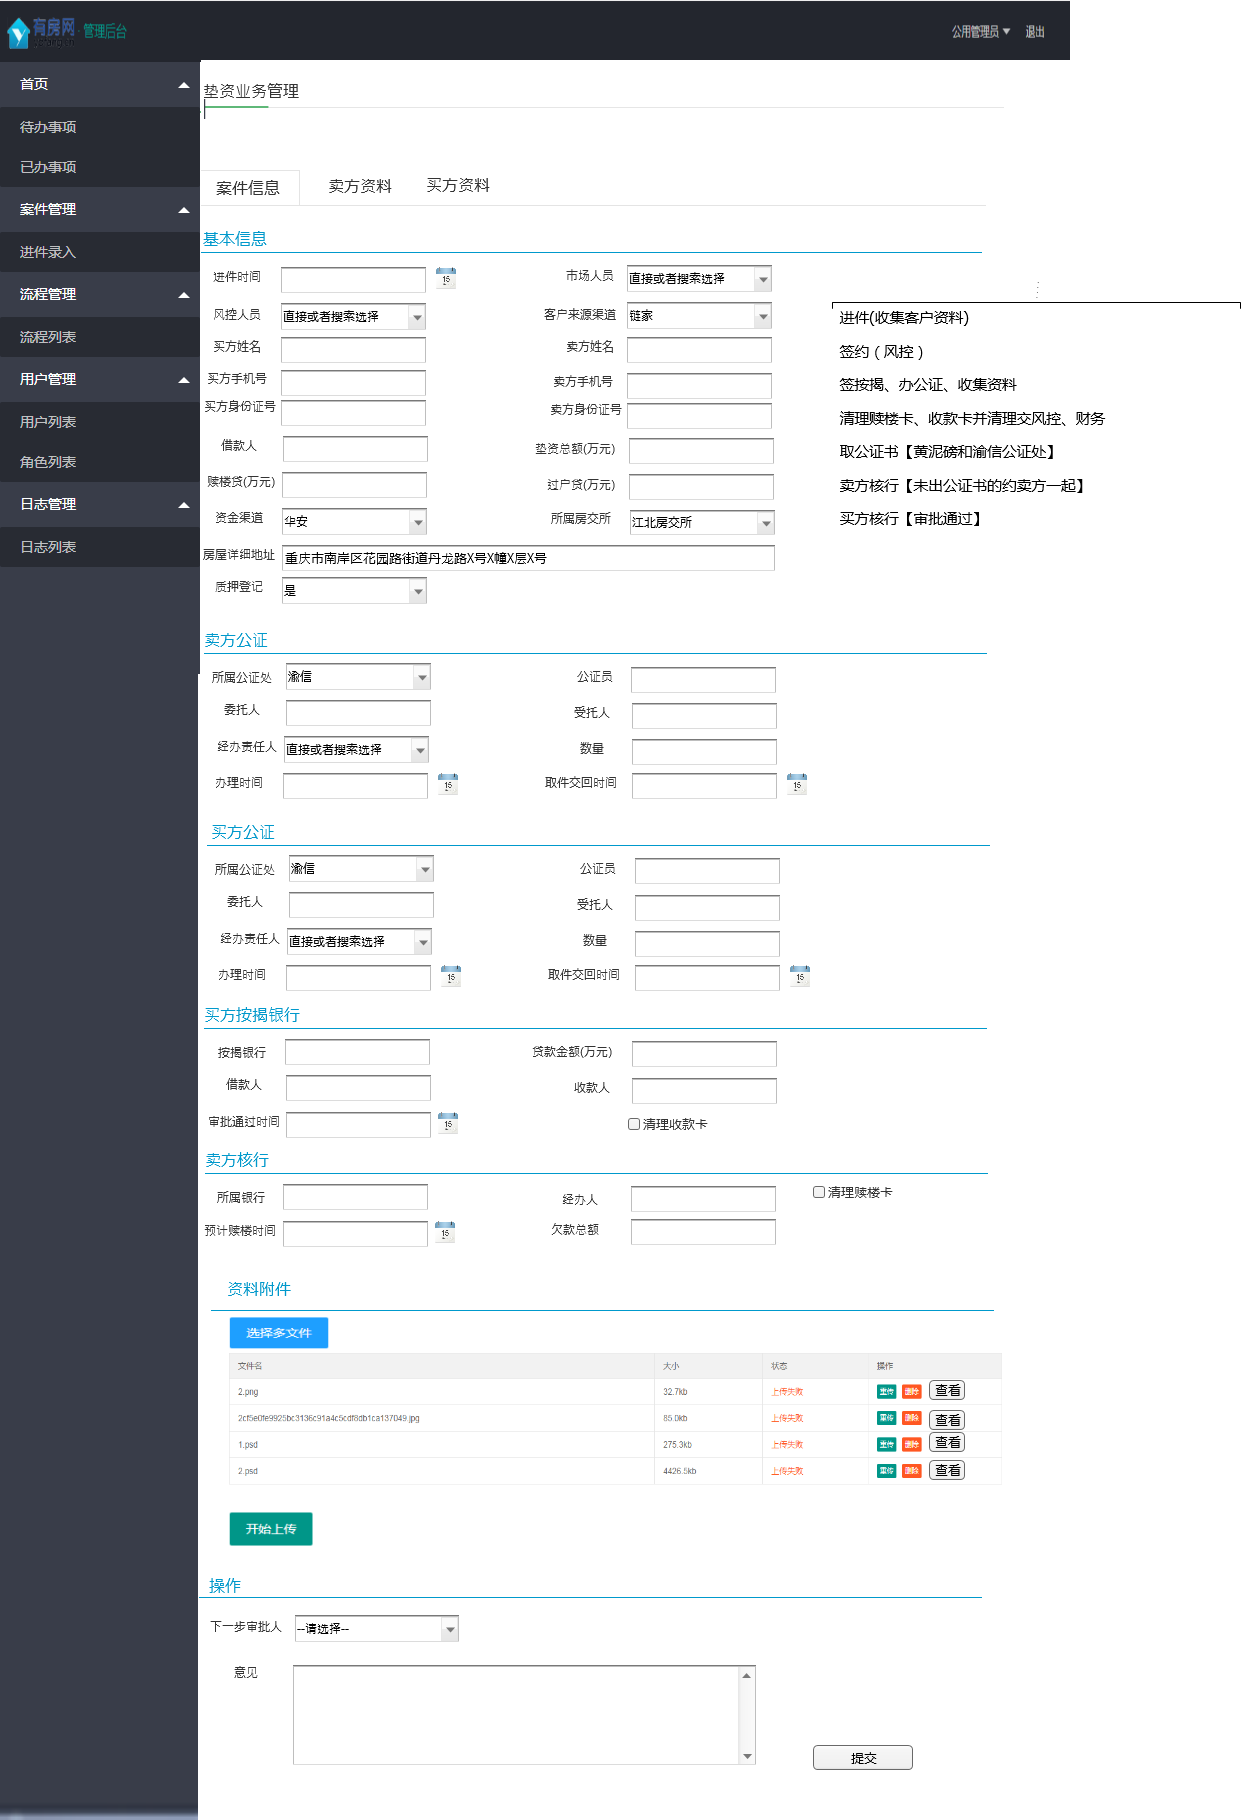 有房网 · 管理后台
公用管理员 退出
首页
待办事项
已办事项
案件管理
进件录入
流程管理
流程列表
用户管理
用户列表
角色列表
日志管理
日志列表
垫资业务管理
案件信息 卖方资料 买方资料
基本信息
进件时间 15 市场人员 直接或者搜索选择
风控人员 直接或者搜索选择 客户来源渠道 链家
买方姓名 卖方姓名
买方手机号 卖方手机号
买方身份证号 卖方身份证号
借款人 垫资总额(万元)
赎楼贷(万元) 过户贷(万元)
资金渠道 华安 所属房交所 江北房交所
房屋详细地址 重庆市南岸区花园路街道丹龙路X号X幢X层X号
质押登记 是
进件(收集客户资料)
签约（风控）
签按揭、办公证、收集资料
清理赎楼卡、收款卡并清理交风控、财务
取公证书【黄泥磅和渝信公证处】
卖方核行【未出公证书的约卖方一起】
买方核行【审批通过】
卖方公证
所属公证处 渝信 公证员
委托人 受托人
经办责任人 直接或者搜索选择 数量
办理时间 15 取件交回时间 15
买方公证
所属公证处 渝信 公证员
委托人 受托人
经办责任人 直接或者搜索选择 数量
办理时间 15 取件交回时间 15
买方按揭银行
按揭银行 贷款金额(万元)
借款人 收款人
审批通过时间 15 清理收款卡
卖方核行
所属银行 经办人 清理赎楼卡
预计赎楼时间 15 欠款总额
资料附件
选择多文件
文件名 大小 状态 操作
2.png 32.7kb 上传失败 重传 删除 查看
2cf5e0fe9925bc3136c91a4c5cdf8db1ca137049.jpg 85.0kb 上传失败 重传 删除 查看
1.psd 275.3kb 上传失败 重传 删除 查看
2.psd 4426.5kb 上传失败 重传 删除 查看
开始上传
操作
下一步审批人 --请选择--
意见
提交